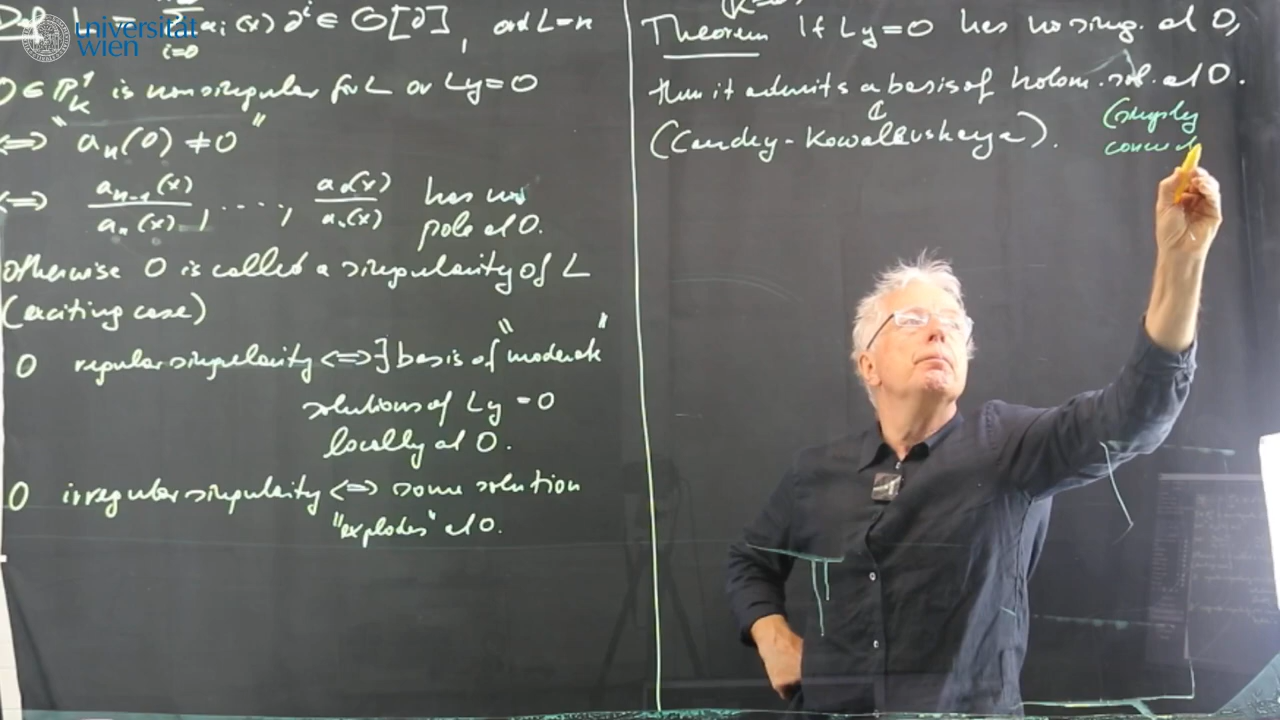 universität
wien
Def. L = a_i(x) ∂^i ∈ O[∂], ord L = n
i=0
0 ∈ P^1_K is nonsingular for L or Ly=0
<=> "a_n(0) ≠ 0"
<=> a_{n-1}(x)/a_n(x), ...., a_0(x)/a_n(x) has no
pole at 0.
Otherwise 0 is called a singularity of L
(exciting case)
0 regular singularity <=> ∃ basis of "moderate"
solutions of Ly = 0
locally at 0.
0 irregular singularity <=> some solution
"explodes" at 0.
Theorem If Ly=0 has no sing. at 0,
then it admits a basis of holom. sol. at 0.
(Cauchy-Kowalevskaya).
(simply
connect